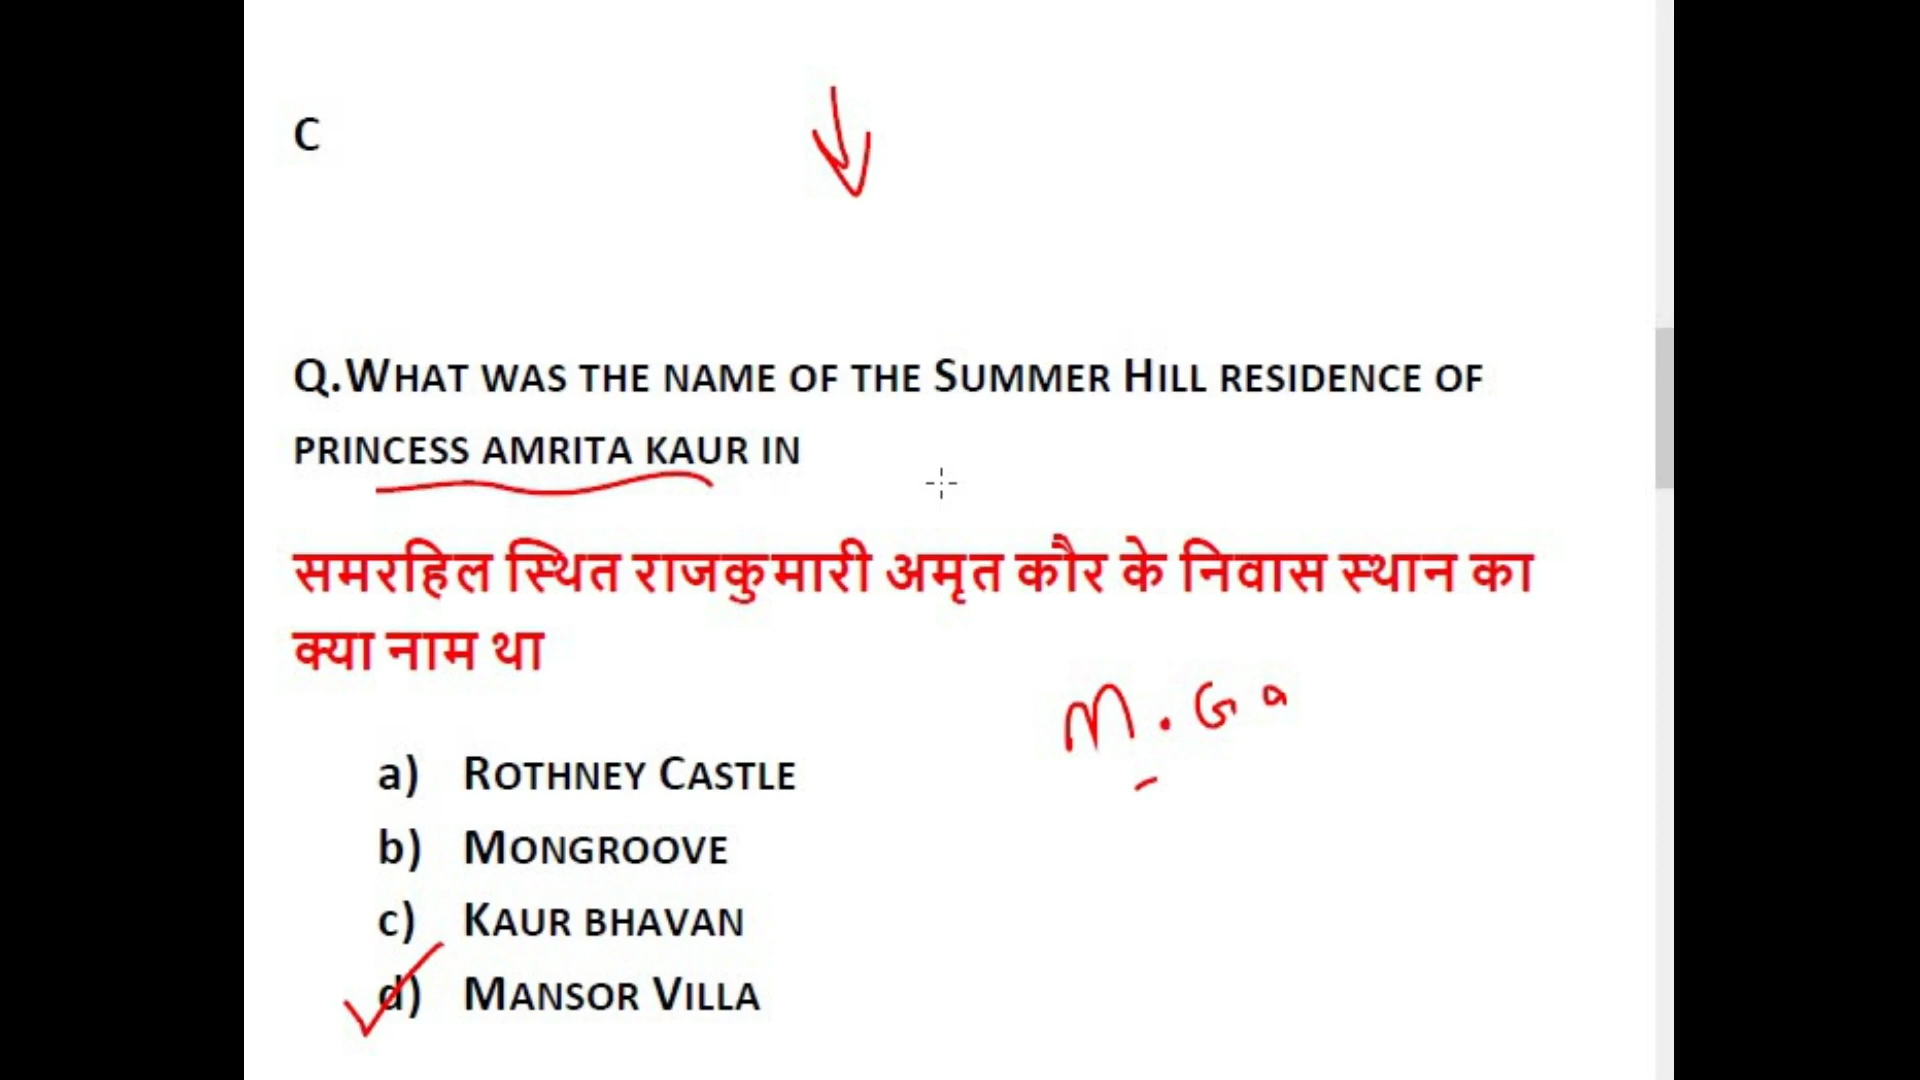 C
Q.WHAT WAS THE NAME OF THE SUMMER HILL RESIDENCE OF
PRINCESS AMRITA KAUR IN
समरहिल स्थित राजकुमारी अमृत कौर के निवास स्थान का
क्या नाम था
M. Ga
a) ROTHNEY CASTLE
b) MONGROOVE
c) KAUR BHAVAN
d) MANSOR VILLA